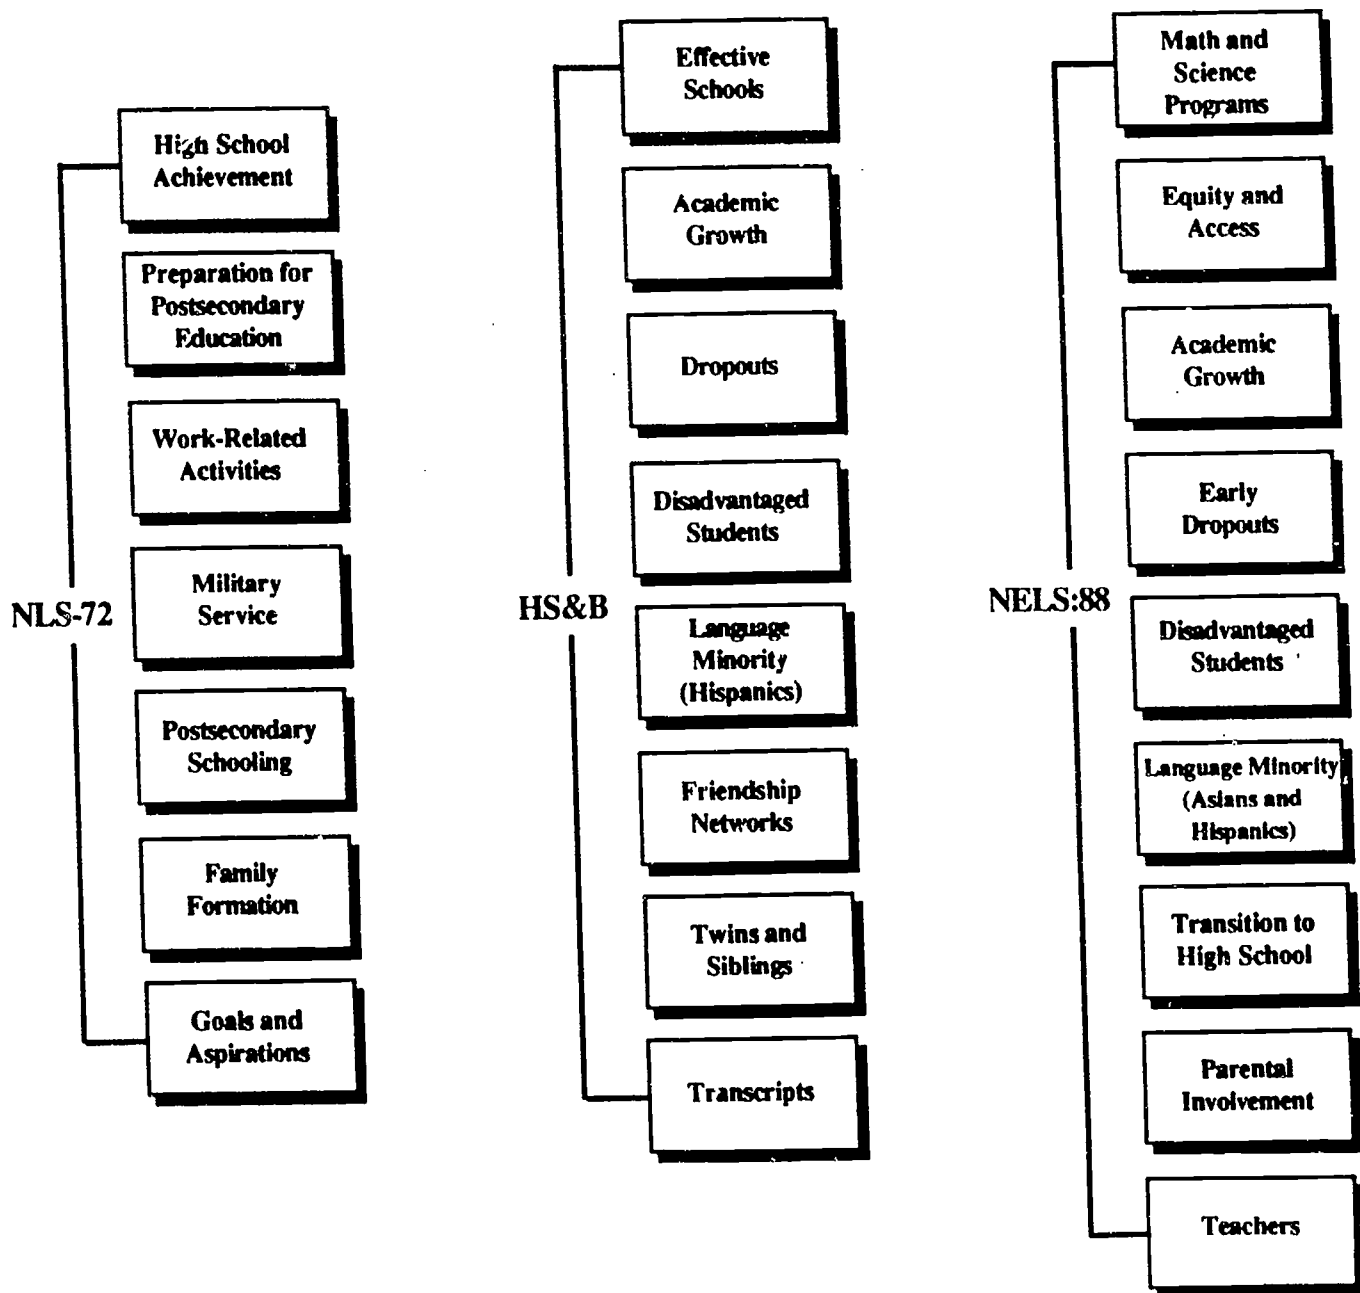 NLS-72
High School
Achievement
Preparation for
Postsecondary
Education
Work-Related
Activities
Military
Service
Postsecondary
Schooling
Family
Formation
Goals and
Aspirations
HS&B
Effective
Schools
Academic
Growth
Dropouts
Disadvantaged
Students
Language
Minority
(Hispanics)
Friendship
Networks
Twins and
Siblings
Transcripts
NELS:88
Math and
Science
Programs
Equity and
Access
Academic
Growth
Early
Dropouts
Disadvantaged
Students
Language Minority
(Asians and
Hispanics)
Transition to
High School
Parental
Involvement
Teachers